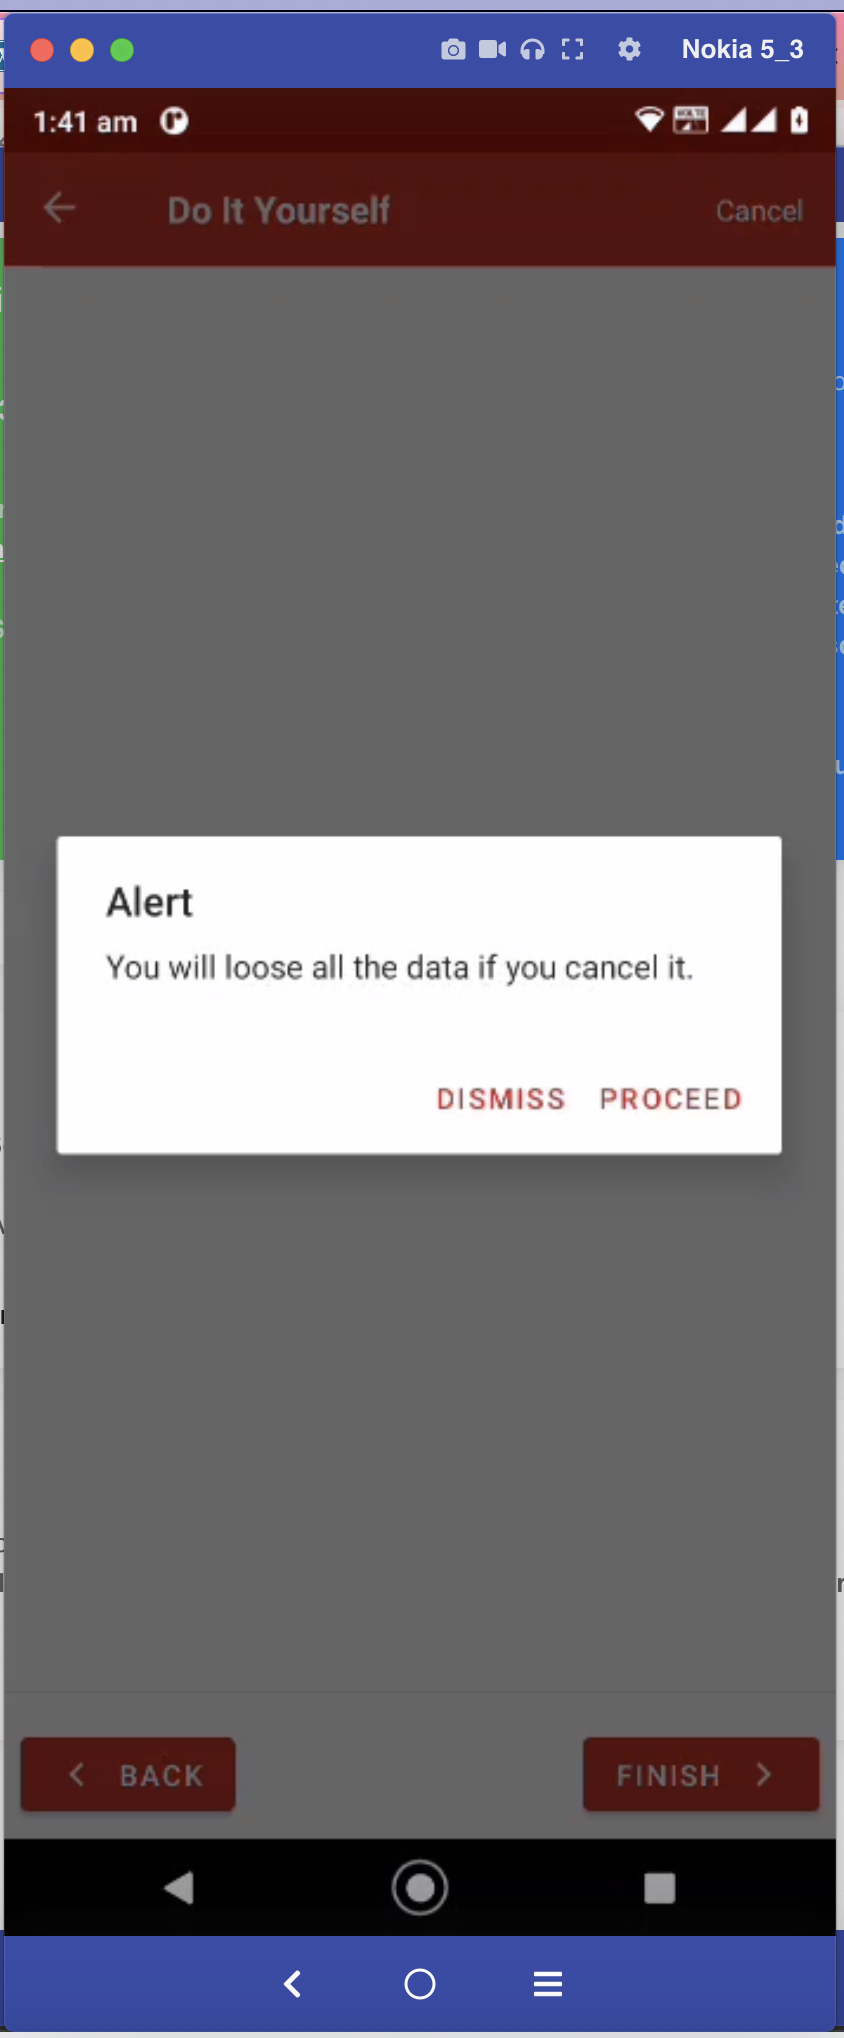 Nokia 5_3
1:41 am
Do It Yourself
Cancel
Alert
You will loose all the data if you cancel it.
DISMISS PROCEED
BACK
FINISH